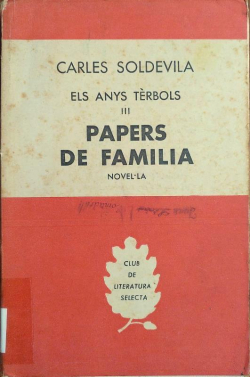 CARLES SOLDEVILA
ELS ANYS TÈRBOLS
III
PAPERS
DE FAMILIA
NOVEL·LA
CLUB
DE
LITERATURA
SELECTA